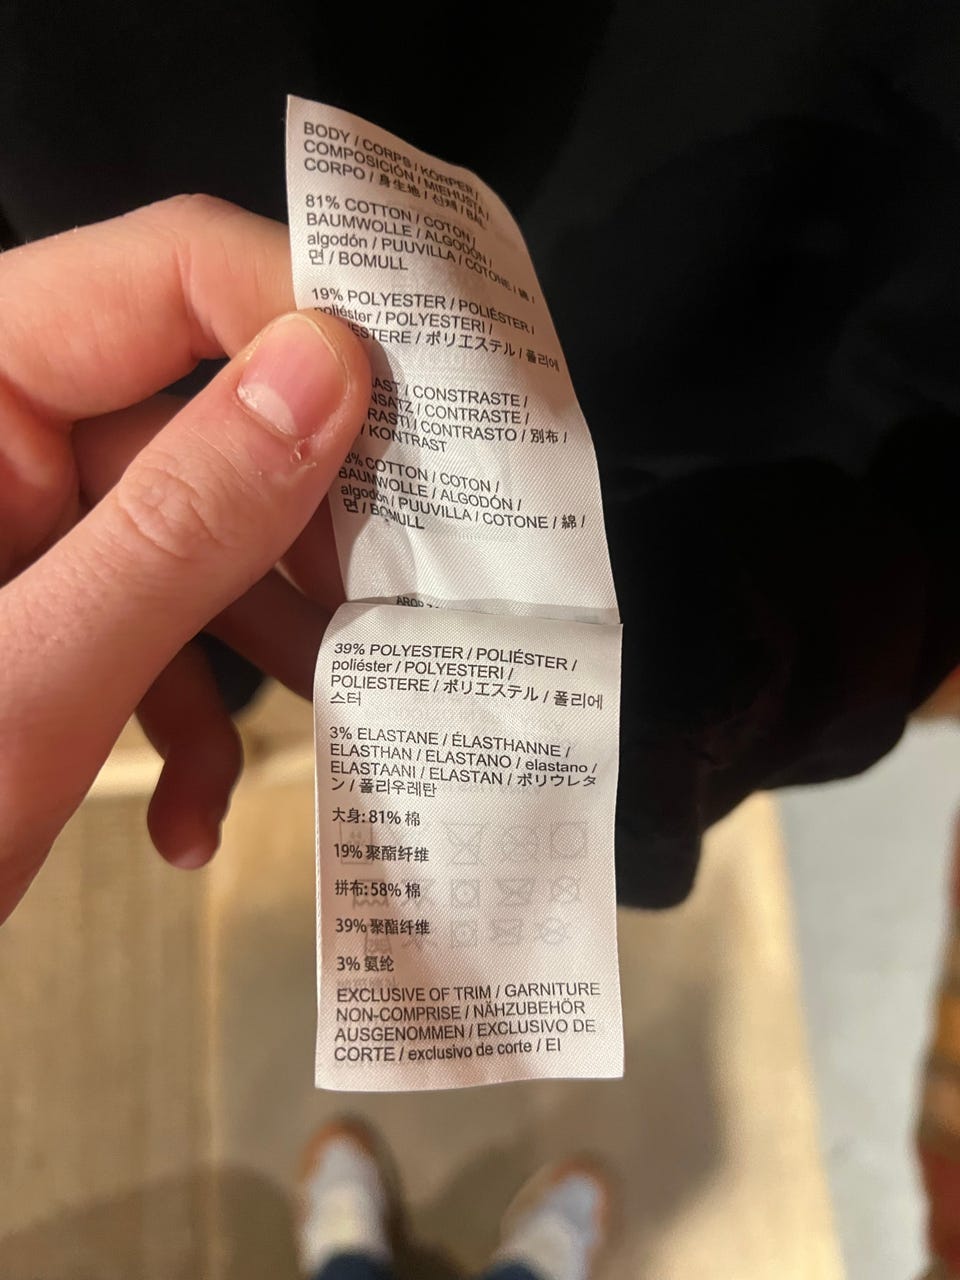 BODY / CORPS / KÖRPER /
COMPOSICIÓN / MIEHUSTA /
CORPO / 身生地 / 신체 / BÅL
81% COTTON / COTON /
BAUMWOLLE / ALGODÓN /
algodón / PUUVILLA / COTONE / 綿 /
면 / BOMULL
19% POLYESTER / POLIÉSTER /
poliéster / POLYESTERI /
POLIESTERE / ポリエステル / 폴리에
/ CONSTRASTE /
/ CONTRASTE /
/ CONTRASTO / 別布 /
/ KONTRAST
COTTON / COTON /
BAUMWOLLE / ALGODÓN /
algodón / PUUVILLA / COTONE / 綿 /
면 / BOMULL
39% POLYESTER / POLIÉSTER /
poliéster / POLYESTERI /
POLIESTERE / ポリエステル / 폴리에
스터
3% ELASTANE / ÉLASTHANNE /
ELASTHAN / ELASTANO / elastano /
ELASTAANI / ELASTAN / ポリウレタ
ン / 폴리우레탄
大身:81% 棉
19% 聚酯纤维
拼布:58% 棉
39% 聚酯纤维
3% 氨纶
EXCLUSIVE OF TRIM / GARNITURE
NON-COMPRISE / NÄHZUBEHÖR
AUSGENOMMEN / EXCLUSIVO DE
CORTE / exclusivo de corte / EI